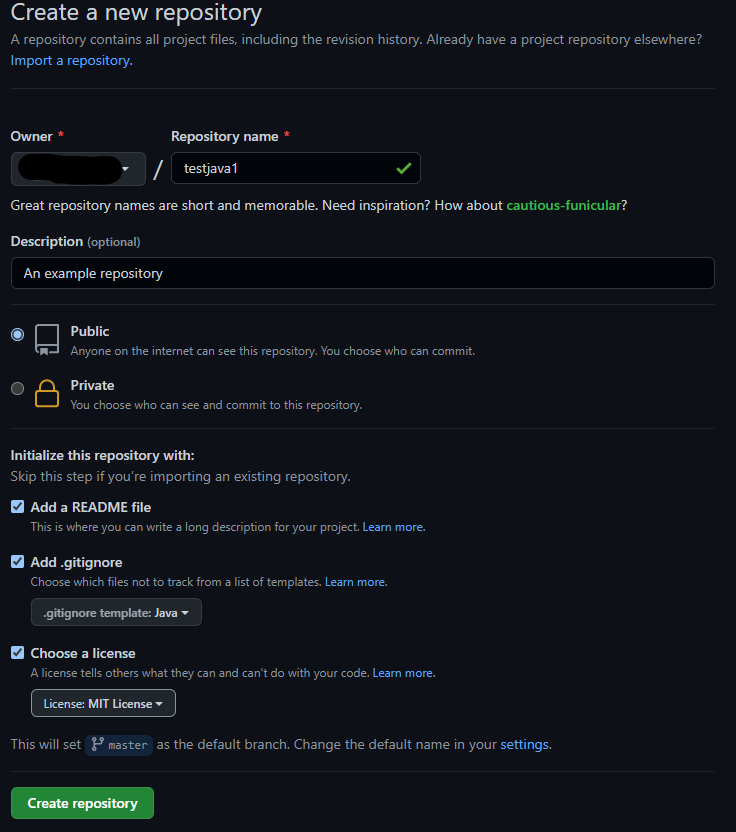 Create a new repository
A repository contains all project files, including the revision history. Already have a project repository elsewhere?
Import a repository.
Owner * Repository name *
/ testjava1
Great repository names are short and memorable. Need inspiration? How about cautious-funicular?
Description (optional)
An example repository
Public
Anyone on the internet can see this repository. You choose who can commit.
Private
You choose who can see and commit to this repository.
Initialize this repository with:
Skip this step if you’re importing an existing repository.
Add a README file
This is where you can write a long description for your project. Learn more.
Add .gitignore
Choose which files not to track from a list of templates. Learn more.
.gitignore template: Java
Choose a license
A license tells others what they can and can't do with your code. Learn more.
License: MIT License
This will set master as the default branch. Change the default name in your settings.
Create repository